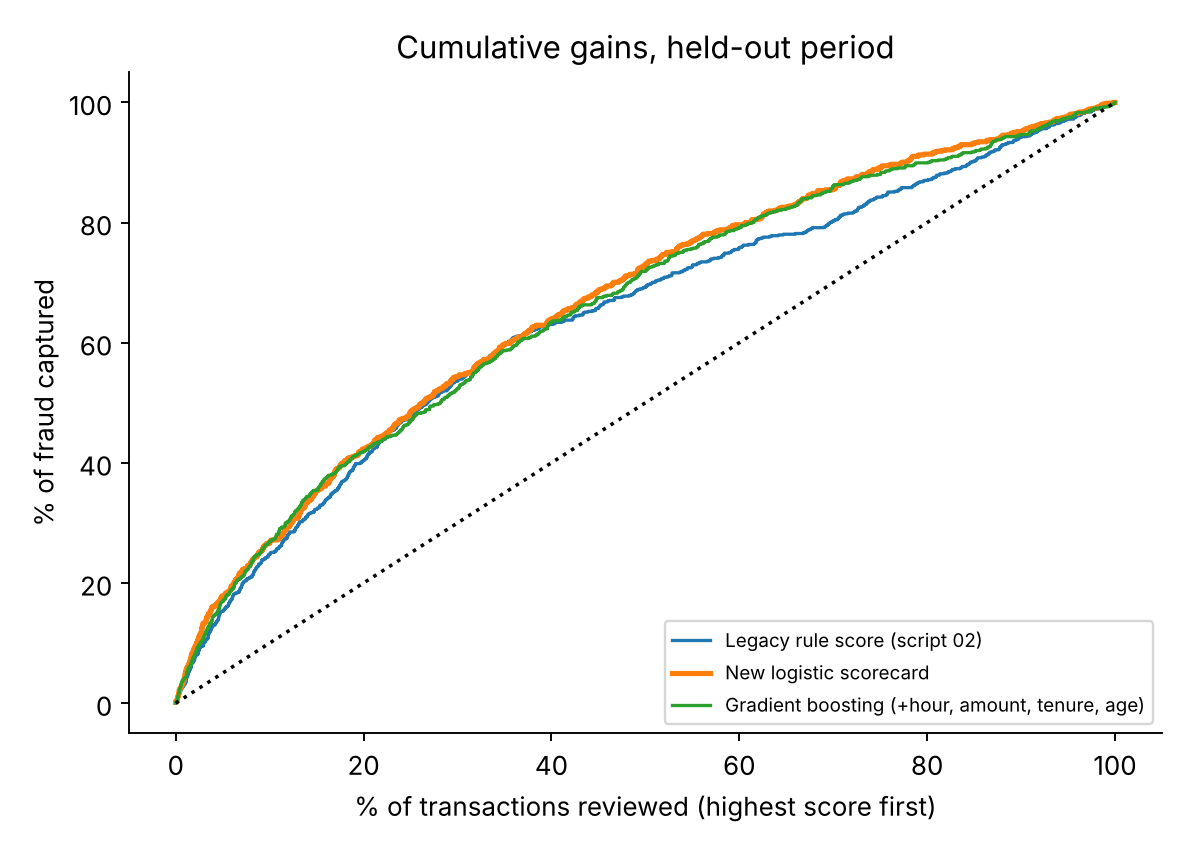 Cumulative gains, held-out period
100
80
60
40
20
0
% of fraud captured
0 20 40 60 80 100
% of transactions reviewed (highest score first)
Legacy rule score (script 02)
New logistic scorecard
Gradient boosting (+hour, amount, tenure, age)